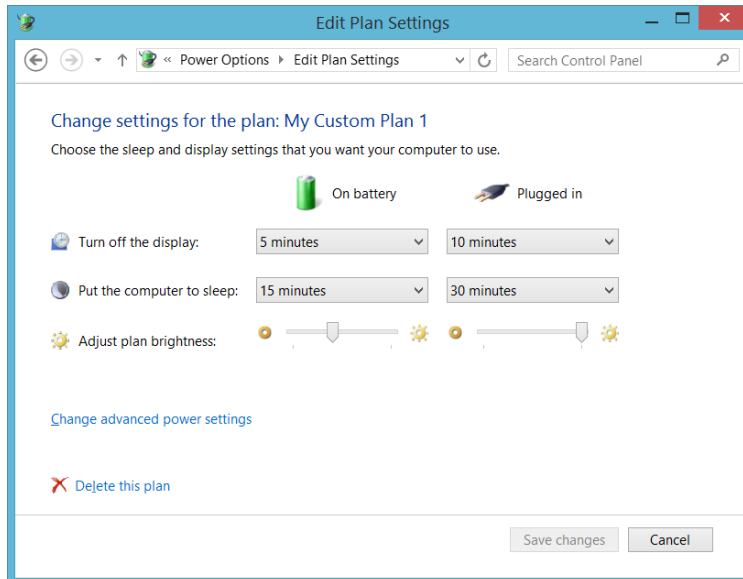 Edit Plan Settings
« Power Options Edit Plan Settings Search Control Panel
Change settings for the plan: My Custom Plan 1
Choose the sleep and display settings that you want your computer to use.
On battery Plugged in
Turn off the display: 5 minutes 10 minutes
Put the computer to sleep: 15 minutes 30 minutes
Adjust plan brightness:
Change advanced power settings
Delete this plan
Save changes Cancel